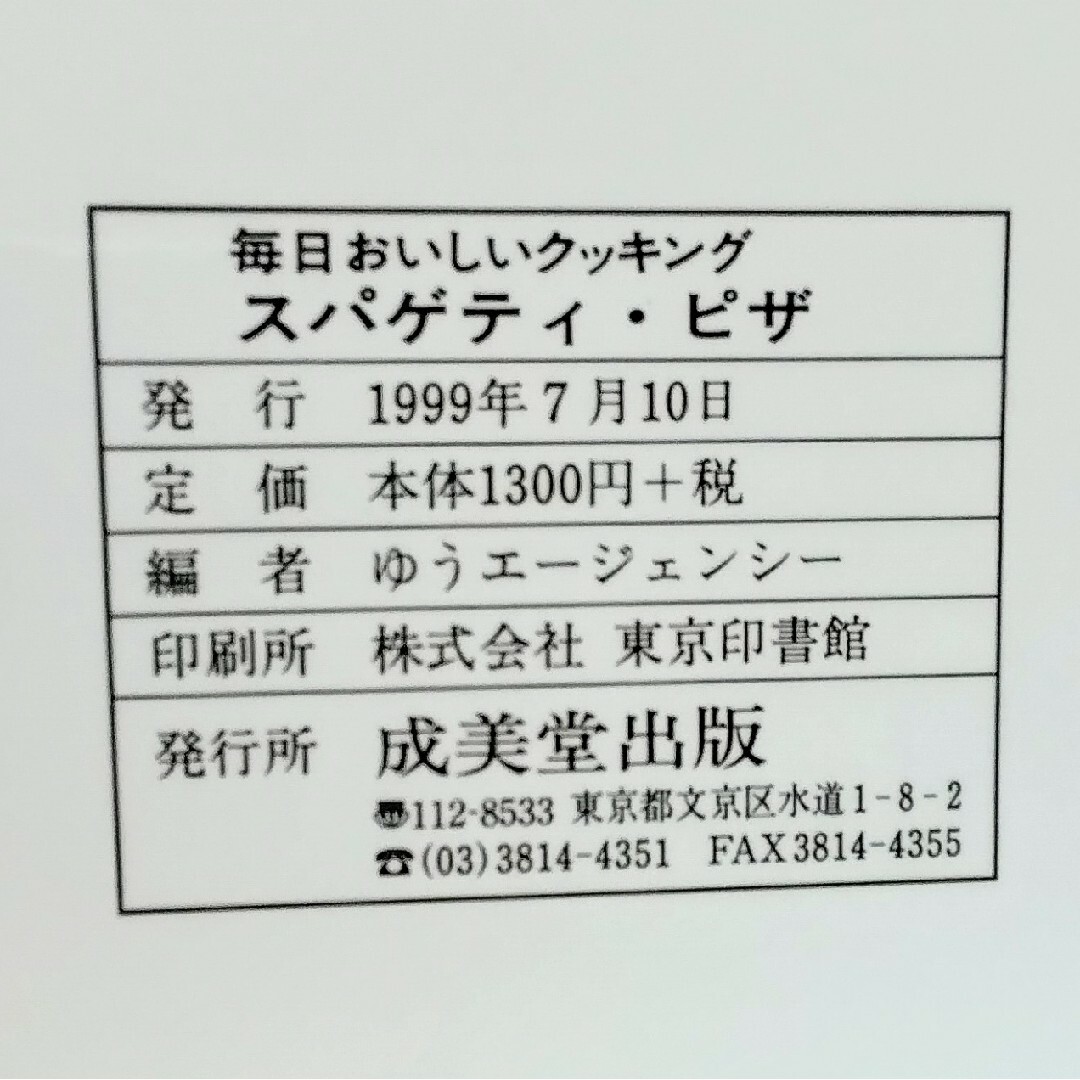 毎日おいしいクッキング
スパゲティ・ピザ
発　行　1999年7月10日
定　価　本体1300円＋税
編　者　ゆうエージェンシー
印刷所　株式会社 東京印書館
発行所　成美堂出版
〠112-8533 東京都文京区水道1-8-2
☎(03)3814-4351　FAX3814-4355